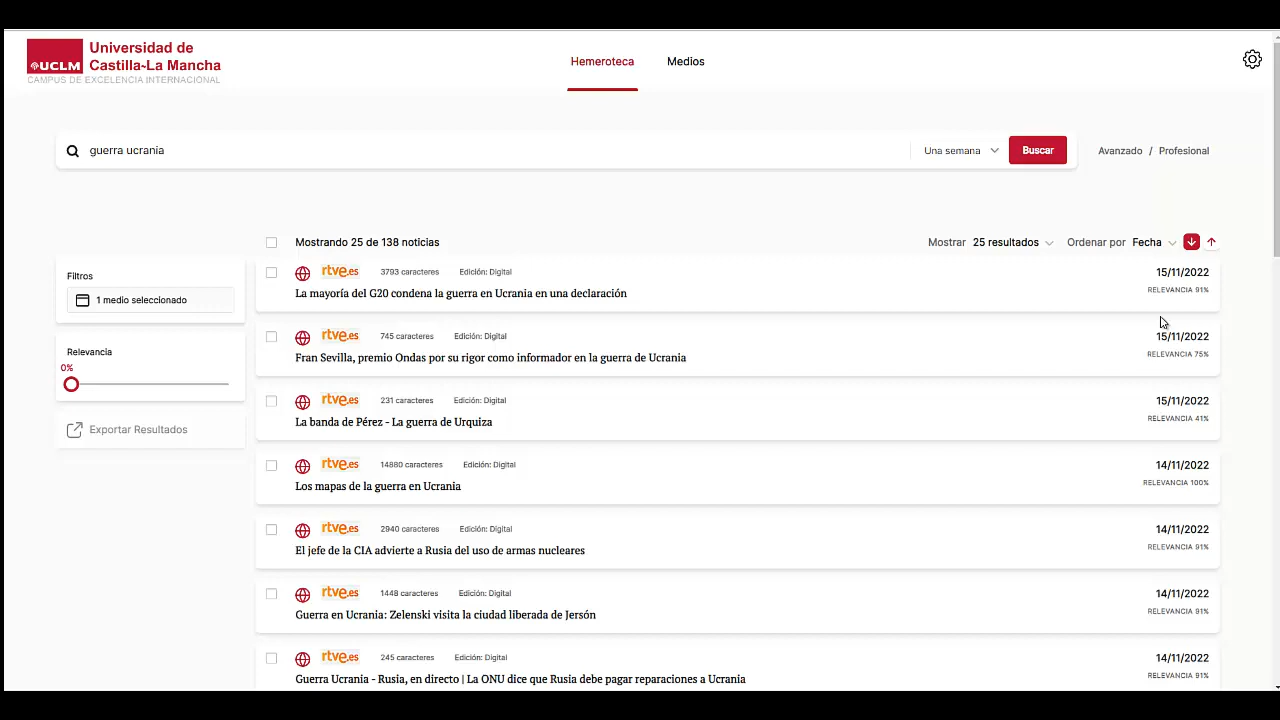 UCLM
Universidad de
Castilla~La Mancha
CAMPUS DE EXCELENCIA INTERNACIONAL
Hemeroteca
Medios
guerra ucrania
Una semana
Buscar
Avanzado / Profesional
Mostrando 25 de 138 noticias
Mostrar 25 resultados
Ordenar por Fecha
Filtros
1 medio seleccionado
Relevancia
0%
Exportar Resultados
rtve.es 3793 caracteres Edición: Digital 15/11/2022
La mayoría del G20 condena la guerra en Ucrania en una declaración
RELEVANCIA 91%
rtve.es 745 caracteres Edición: Digital 15/11/2022
Fran Sevilla, premio Ondas por su rigor como informador en la guerra de Ucrania
RELEVANCIA 75%
rtve.es 231 caracteres Edición: Digital 15/11/2022
La banda de Pérez - La guerra de Urquiza
RELEVANCIA 41%
rtve.es 14880 caracteres Edición: Digital 14/11/2022
Los mapas de la guerra en Ucrania
RELEVANCIA 100%
rtve.es 2940 caracteres Edición: Digital 14/11/2022
El jefe de la CIA advierte a Rusia del uso de armas nucleares
RELEVANCIA 91%
rtve.es 1448 caracteres Edición: Digital 14/11/2022
Guerra en Ucrania: Zelenski visita la ciudad liberada de Jersón
RELEVANCIA 91%
rtve.es 245 caracteres Edición: Digital 14/11/2022
Guerra Ucrania - Rusia, en directo | La ONU dice que Rusia debe pagar reparaciones a Ucrania
RELEVANCIA 91%